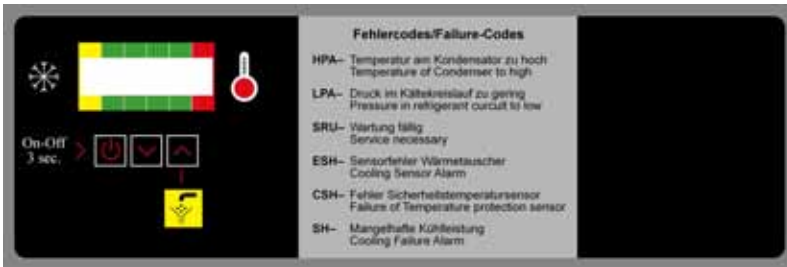 Fehlercodes/Failure-Codes
HPA– Temperatur am Kondensator zu hoch
Temperature of Condenser to high
LPA– Druck im Kältekreislauf zu gering
Pressure in refrigerant curcuit to low
SRU– Wartung fällig
Service necessary
ESH– Sensorfehler Wärmetauscher
Cooling Sensor Alarm
CSH– Fehler Sicherheitstemperatursensor
Failure of Temperature protection sensor
SH– Mangelhafte Kühlleistung
Cooling Failure Alarm
On-Off
3 sec.